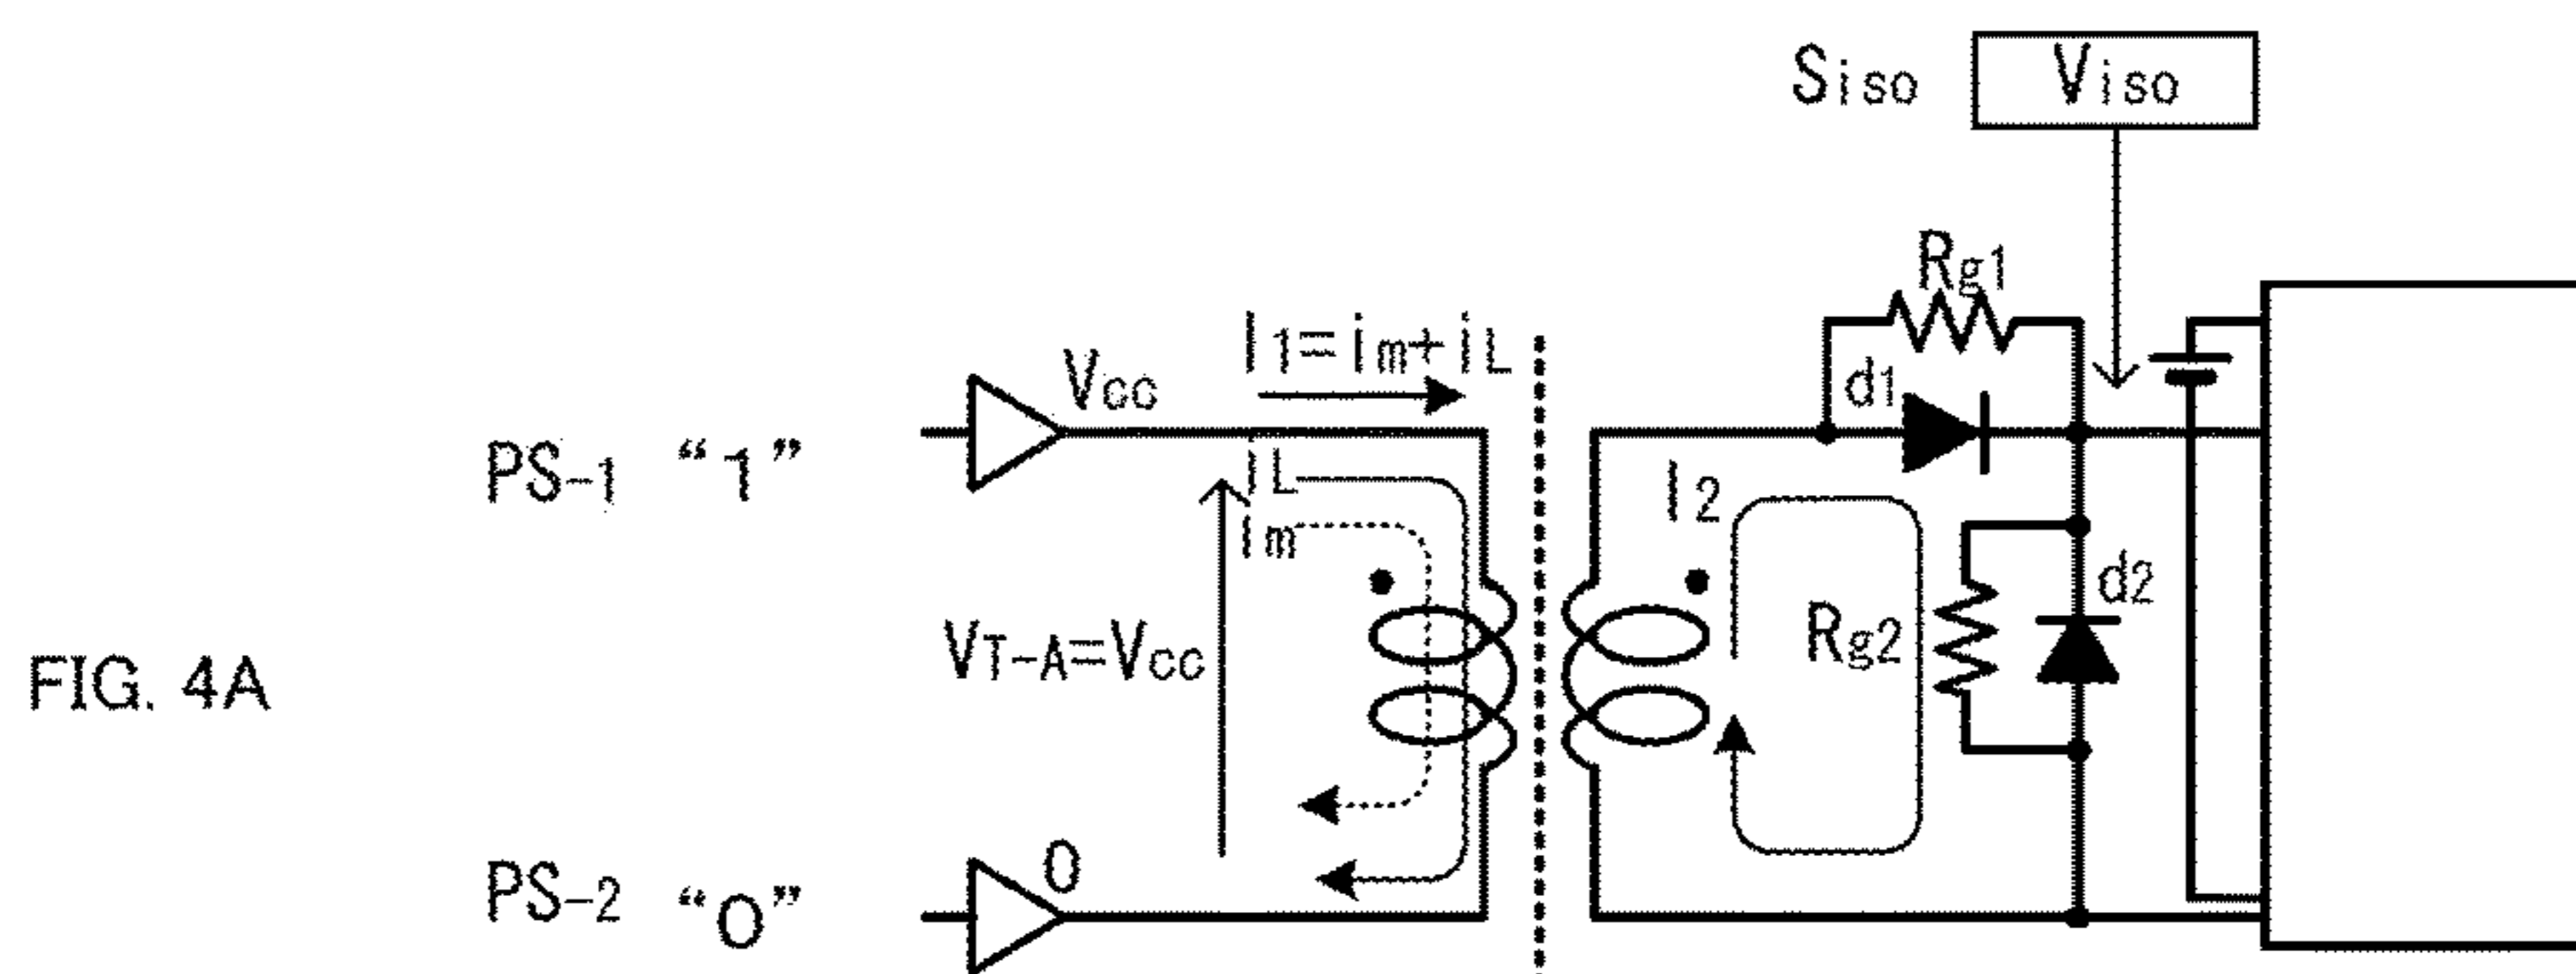 Siso Viso
Rg1
I1=im+iL
Vcc
d1
PS-1 “1”
iL
I2
im
d2
Rg2
VT-A=Vcc
FIG. 4A
0
PS-2 “0”